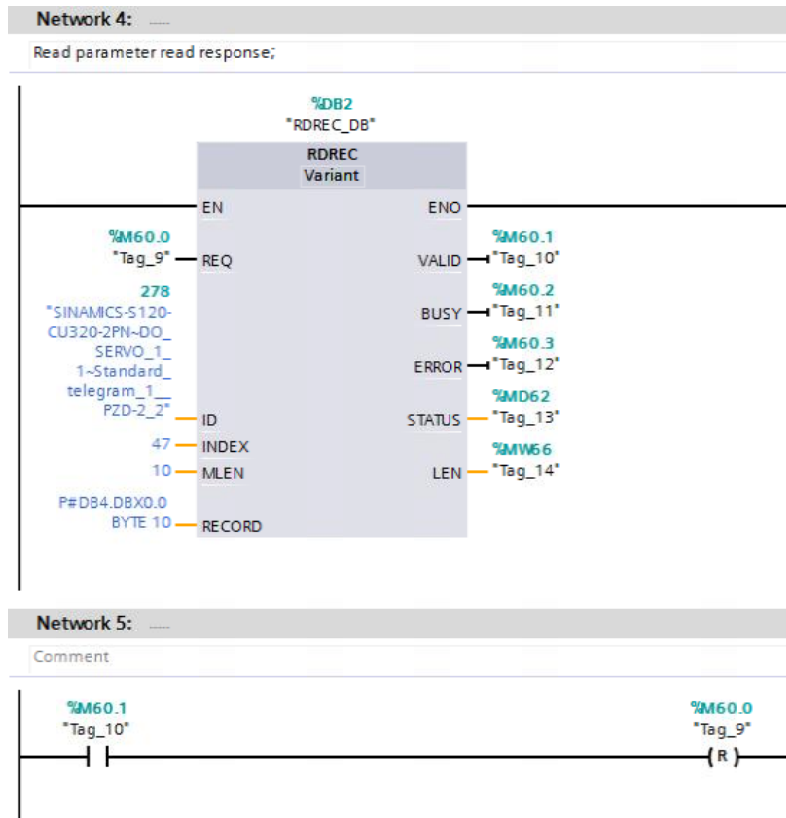 Network 4: ......
Read parameter read response;
%DB2
"RDREC_DB"
RDREC
Variant
EN
ENO
%M60.0
"Tag_9"
REQ
%M60.1
VALID
"Tag_10"
278
"SINAMICS-S120-
CU320-2PN~DO_
SERVO_1_
1~Standard_
telegram_1__
PZD-2_2"
ID
%M60.2
BUSY
"Tag_11"
%M60.3
ERROR
"Tag_12"
%MD62
STATUS
"Tag_13"
47
INDEX
%MW66
10
MLEN
LEN
"Tag_14"
P#DB4.DBX0.0
BYTE 10
RECORD
Network 5: ......
Comment
%M60.1
"Tag_10"
%M60.0
"Tag_9"
R